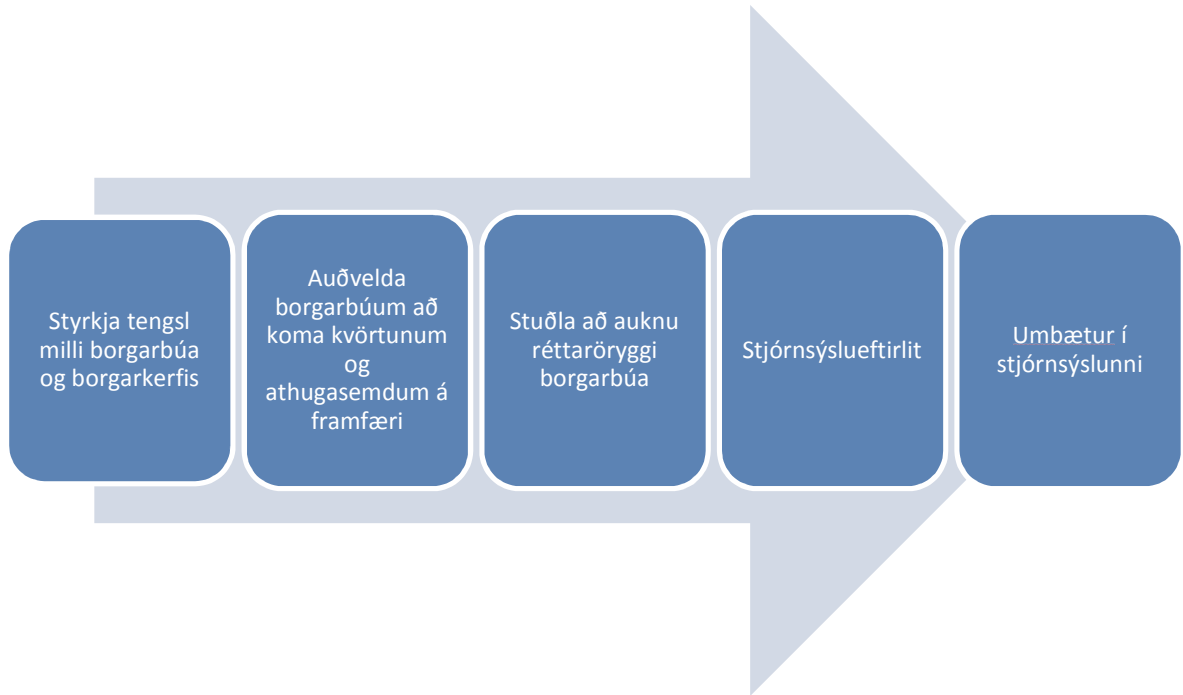 Styrkja tengsl
milli borgarbúa
og borgarkerfis
Auðvelda
borgarbúum að
koma kvörtunum
og
athugasemdum á
framfæri
Stuðla að auknu
réttaröryggi
borgarbúa
Stjórnsýslueftirlit
Umbætur í
stjórnsýslunni